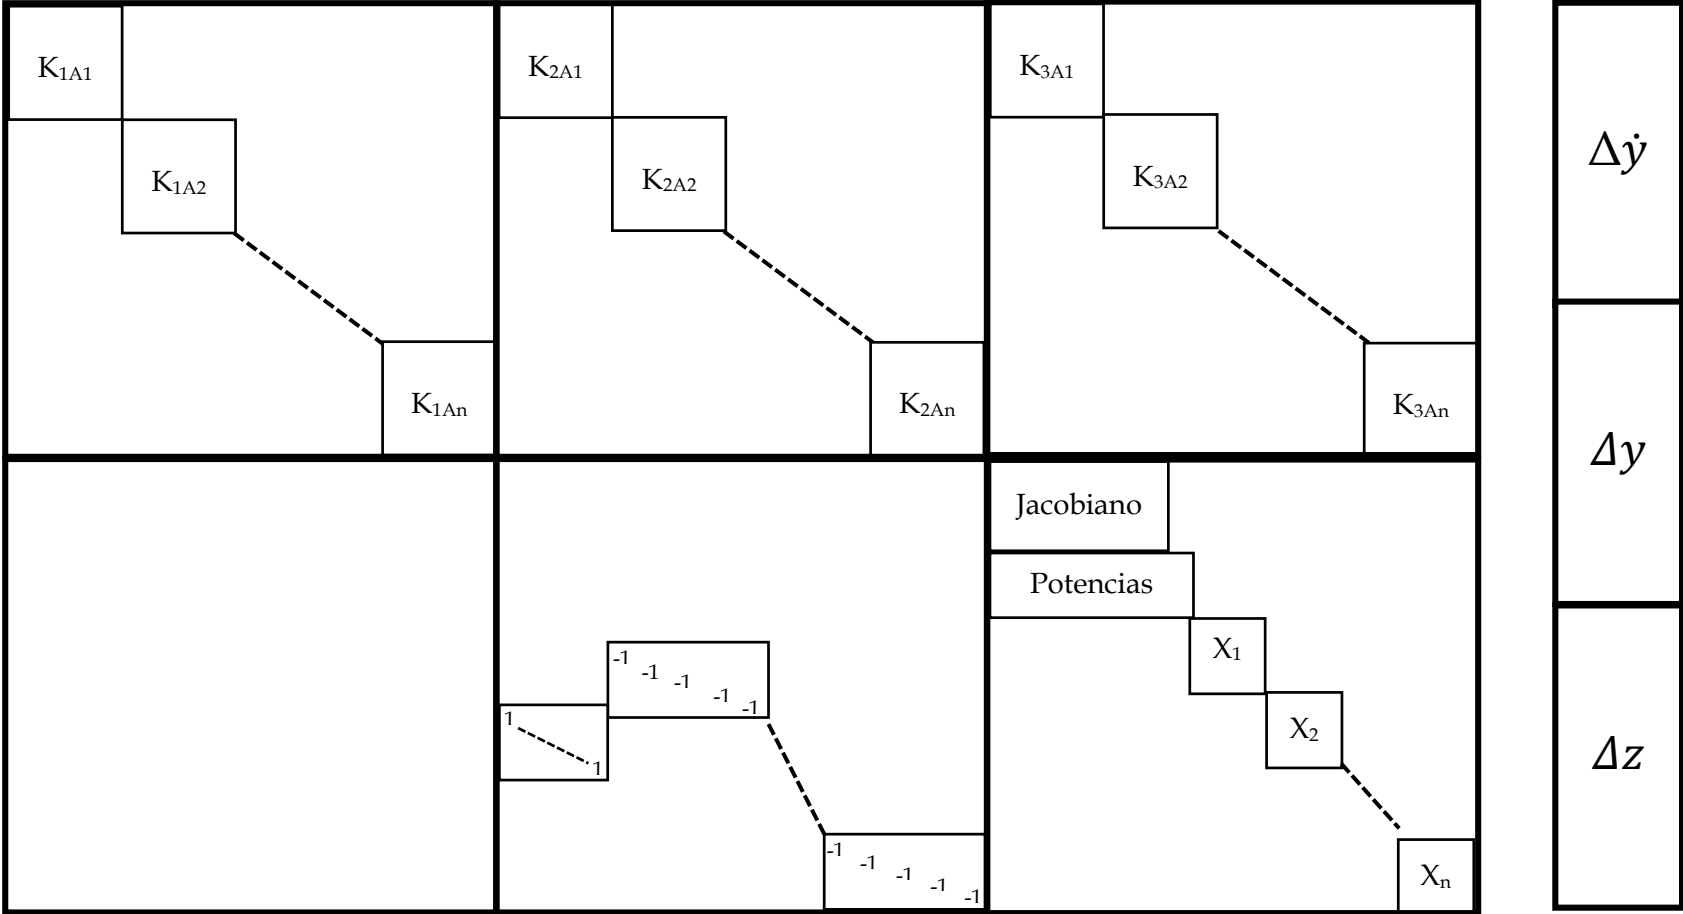 K1A1
K2A1
K3A1
K1A2
K2A2
K3A2
K1An
K2An
K3An
Jacobiano
Potencias
-1
-1
-1
-1
-1
1
1
X1
X2
-1
-1
-1
-1
-1
Xn
Δẏ
Δy
Δz